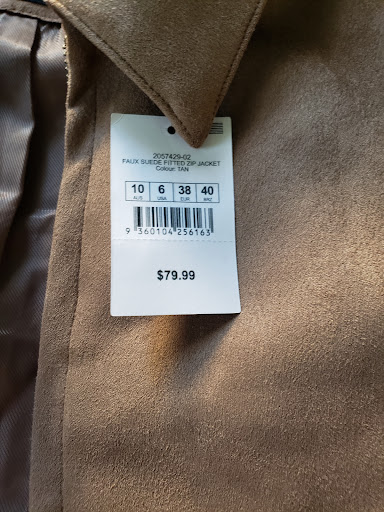 2057429-02
FAUX SUEDE FITTED ZIP JACKET
Colour: TAN
10 6 38 40
AUS USA EUR
9 360104 256163
$79.99